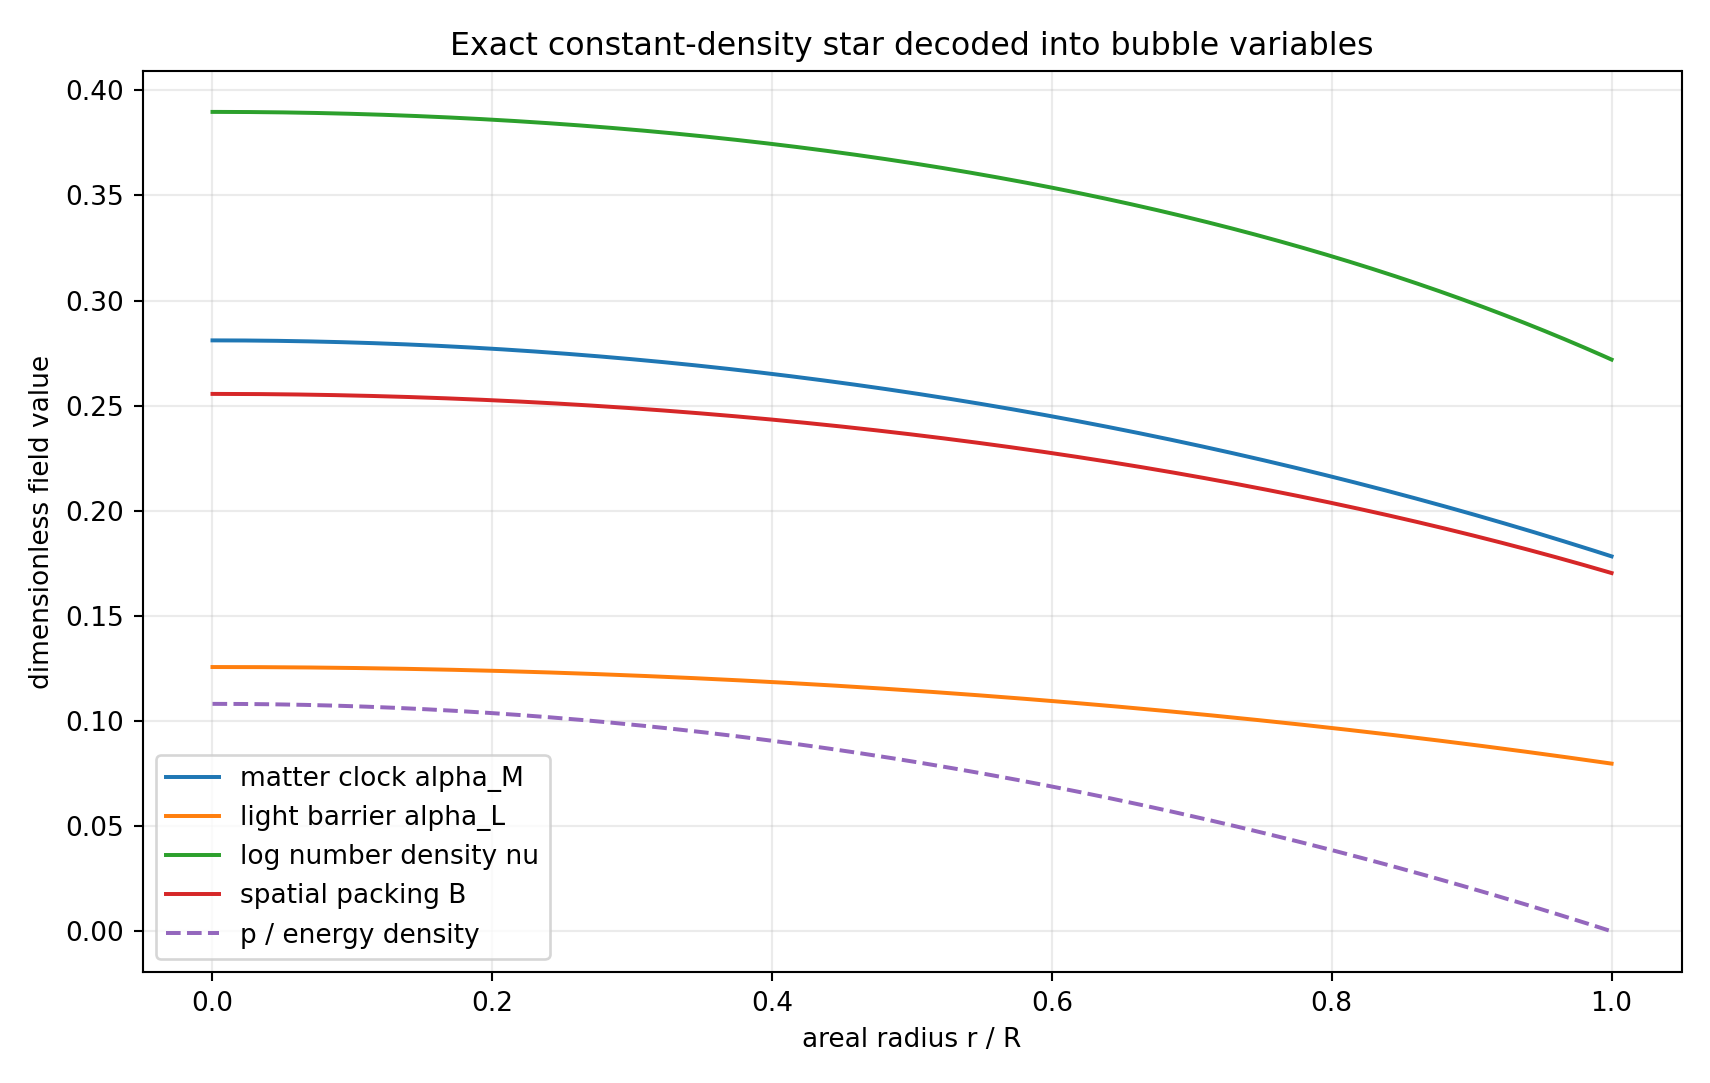 Exact constant-density star decoded into bubble variables
dimensionless field value
0.40
0.35
0.30
0.25
0.20
0.15
0.10
0.05
0.00
matter clock alpha_M
light barrier alpha_L
log number density nu
spatial packing B
p / energy density
0.0 0.2 0.4 0.6 0.8 1.0
areal radius r / R